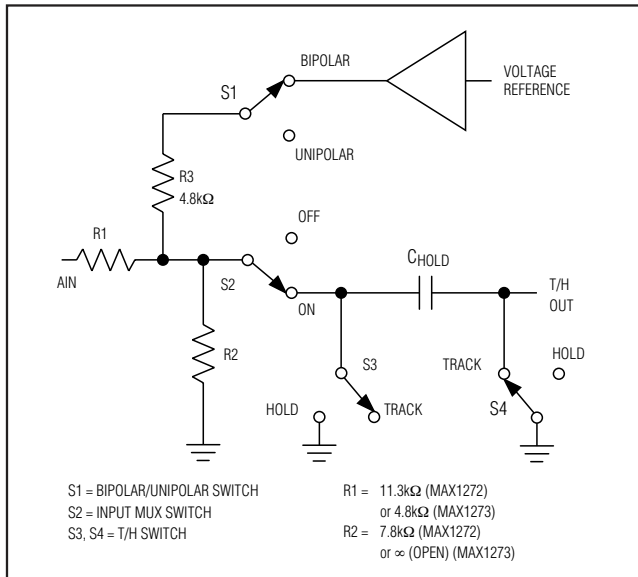 BIPOLAR
VOLTAGE
REFERENCE
S1
UNIPOLAR
R3
4.8kΩ
OFF
R1
CHOLD
AIN
S2
ON
T/H
OUT
R2
S3
TRACK
HOLD
HOLD
TRACK
S4
S1 = BIPOLAR/UNIPOLAR SWITCH
S2 = INPUT MUX SWITCH
S3, S4 = T/H SWITCH
R1 = 11.3kΩ (MAX1272)
or 4.8kΩ (MAX1273)
R2 = 7.8kΩ (MAX1272)
or ∞ (OPEN) (MAX1273)